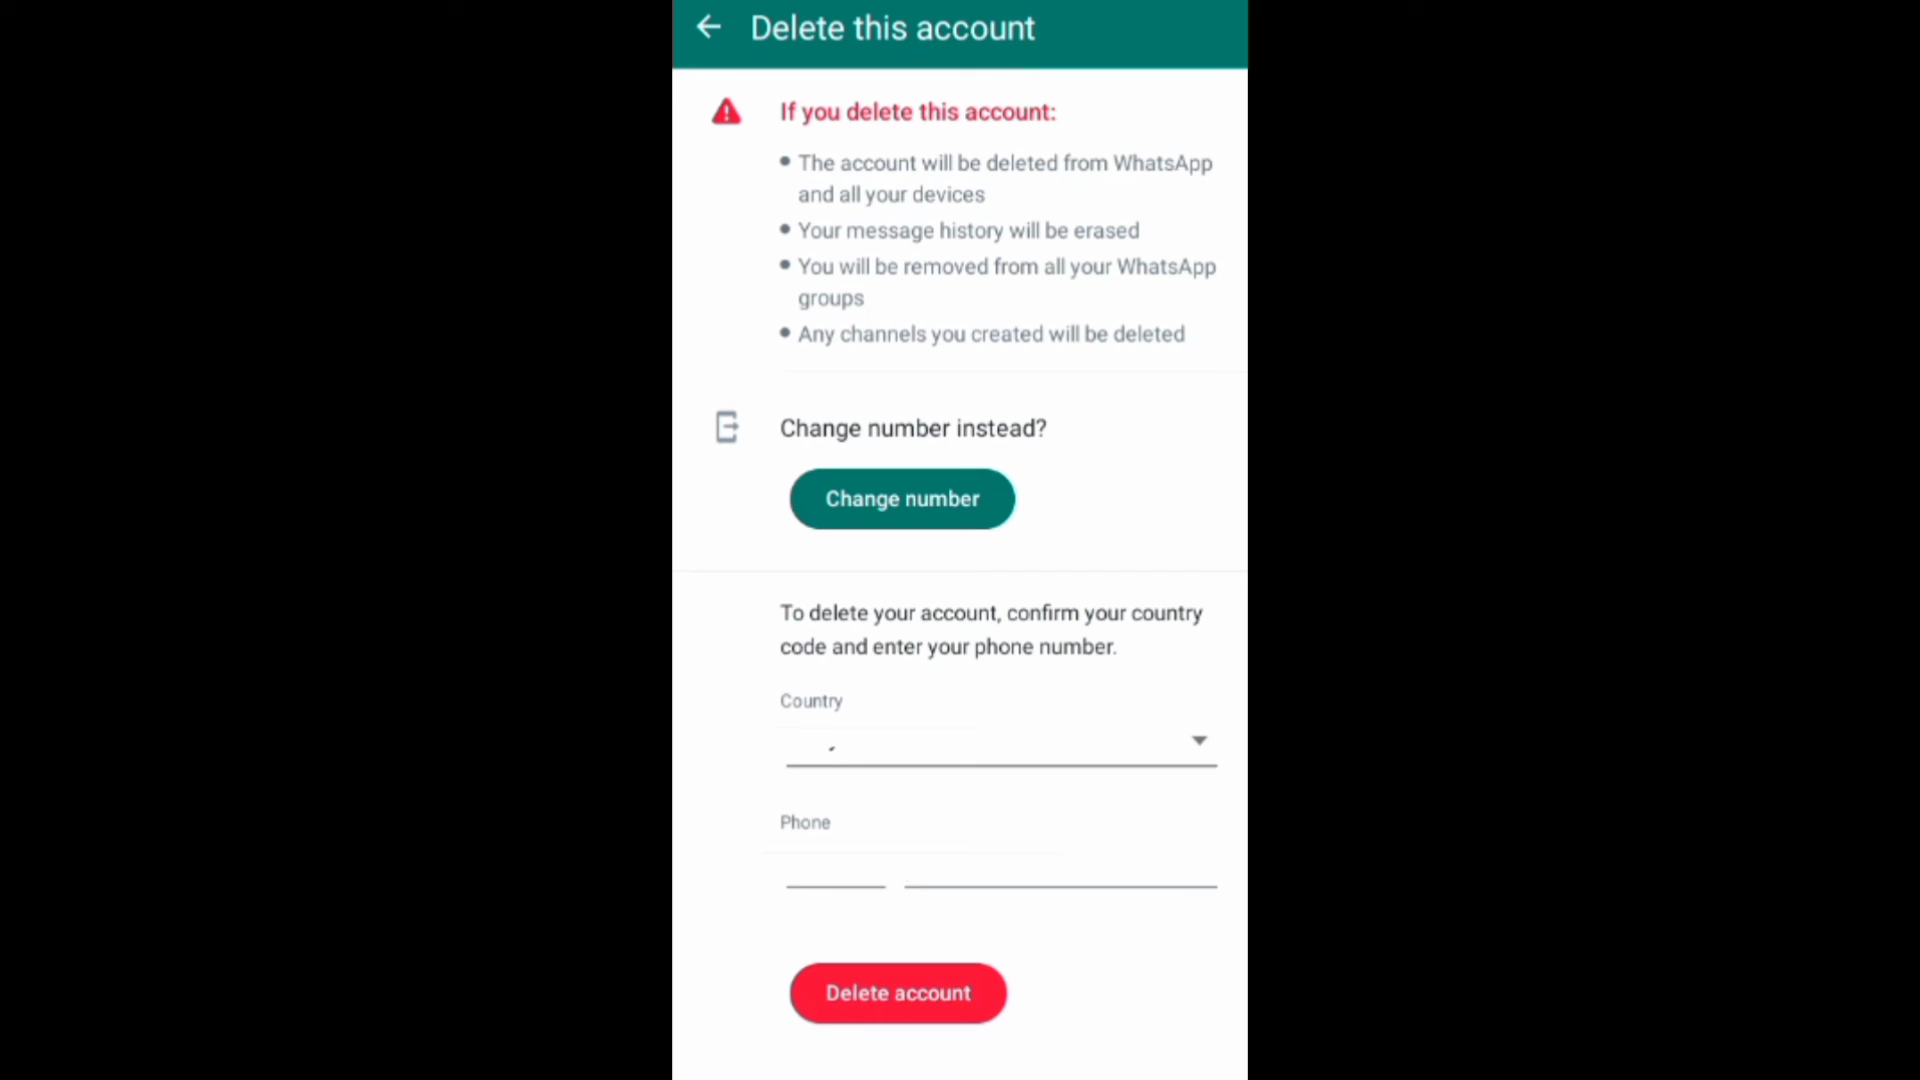 Delete this account
If you delete this account:
The account will be deleted from WhatsApp
and all your devices
Your message history will be erased
You will be removed from all your WhatsApp
groups
Any channels you created will be deleted
Change number instead?
Change number
To delete your account, confirm your country
code and enter your phone number.
Country
Phone
Delete account